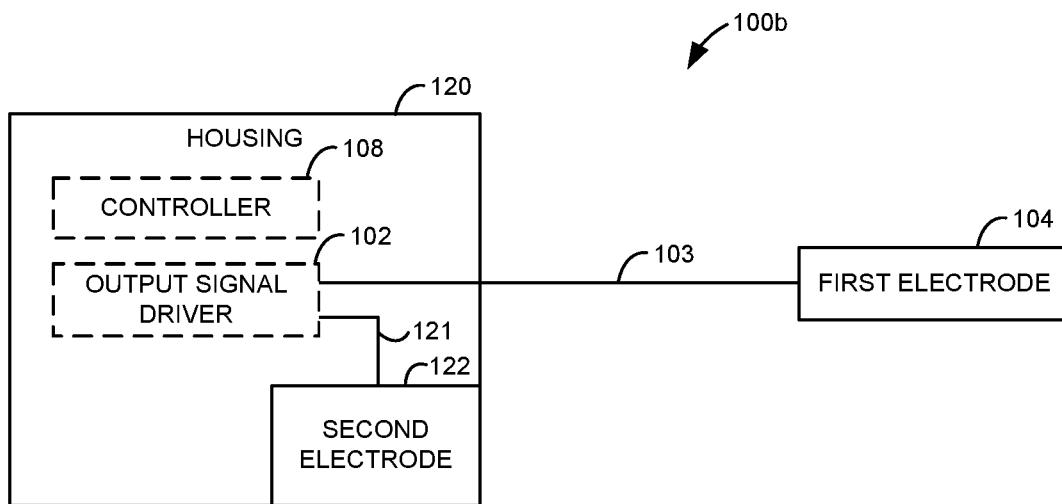 100b
120
HOUSING
108
CONTROLLER
102
OUTPUT SIGNAL
DRIVER
103
104
FIRST ELECTRODE
121
122
SECOND
ELECTRODE